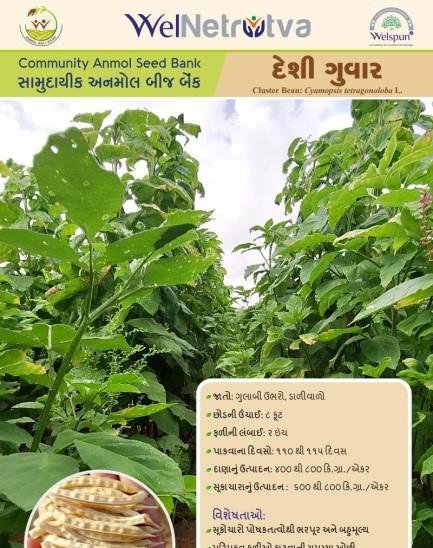 WelNetrutva
Welspun
Community Anmol Seed Bank
સામુદાયીક અનમોલ બીજ બેંક
દેશી ગુવાર
Cluster Bean: Cyamopsis tetragonoloba L.
જાતો: ગુલાબી ઉભરો, ડાળીવાળો
છોડની ઉંચાઈ: ૮ ફૂટ
ફળીની લંબાઈ: ૨ ઇંચ
પાકવાના દિવસો: ૧૧૦ થી ૧૧૫ દિવસ
દાણાનું ઉત્પાદન: ૪૦૦ થી ૮૦૦ કિ.ગ્રા./એકર
સૂકાચારાનું ઉત્પાદન : ૬૦૦ થી ૮૦૦ કિ.ગ્રા./એકર
વિશેષતાઓ:
સૂકોચારો પોષકતત્વોથી ભરપૂર અને બહુમૂલ્ય